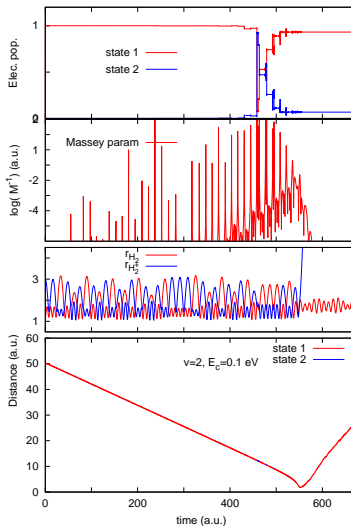 Elec. pop.
1
0
state 1
state 2
log( M⁻¹) (a.u.)
1
-2
-4
Massey param
r_H₂
r_H₂⁺
3
1
Distance (a.u.)
60
50
40
30
20
10
0
v=2, E_c=0.1 eV
state 1
state 2
0
200
400
600
time (a.u.)